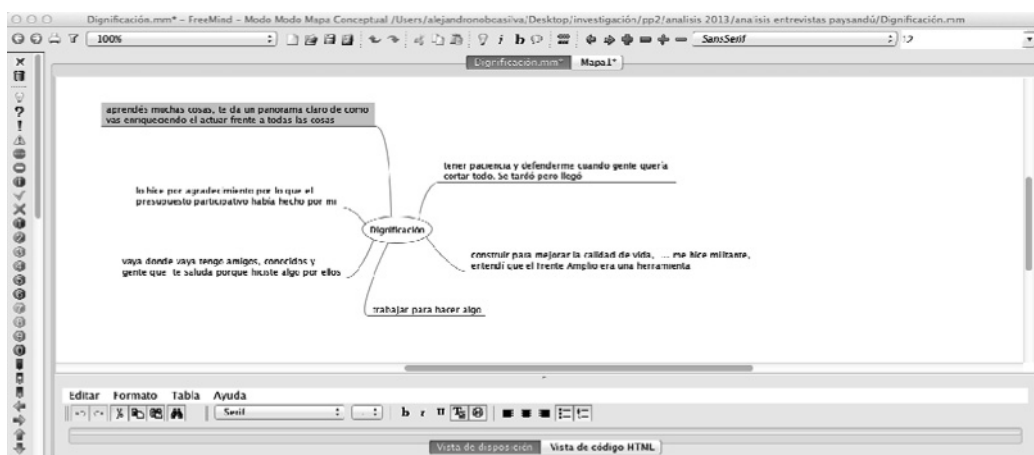 Dignificación.mm* - FreeMind - Modo Modo Mapa Conceptual /Users/alejandronobcasilva/Desktop/investigación/pp2/analisis 2013/analisis entrevistas paysandú/Dignificación.mm
100%
SansSerif
12
Dignificación.mm*
Mapa1*
aprendés muchas cosas, te da un panorama claro de como
vas enriqueciendo el actuar frente a todas las cosas
tener paciencia y defenderme cuando gente quería
cortar todo. Se tardó pero llegó
lo hice por agradecimiento por lo que el
presupuesto participativo había hecho por mi
Dignificación
vaya donde vaya tengo amigos, conocidos y
gente que te saluda porque hiciste algo por ellos
construir para mejorar la calidad de vida, ... me hice militante,
entendí que el Frente Amplio era una herramienta
trabajar para hacer algo
Editar Formato Tabla Ayuda
Serif
Vista de disposición
Vista de código HTML